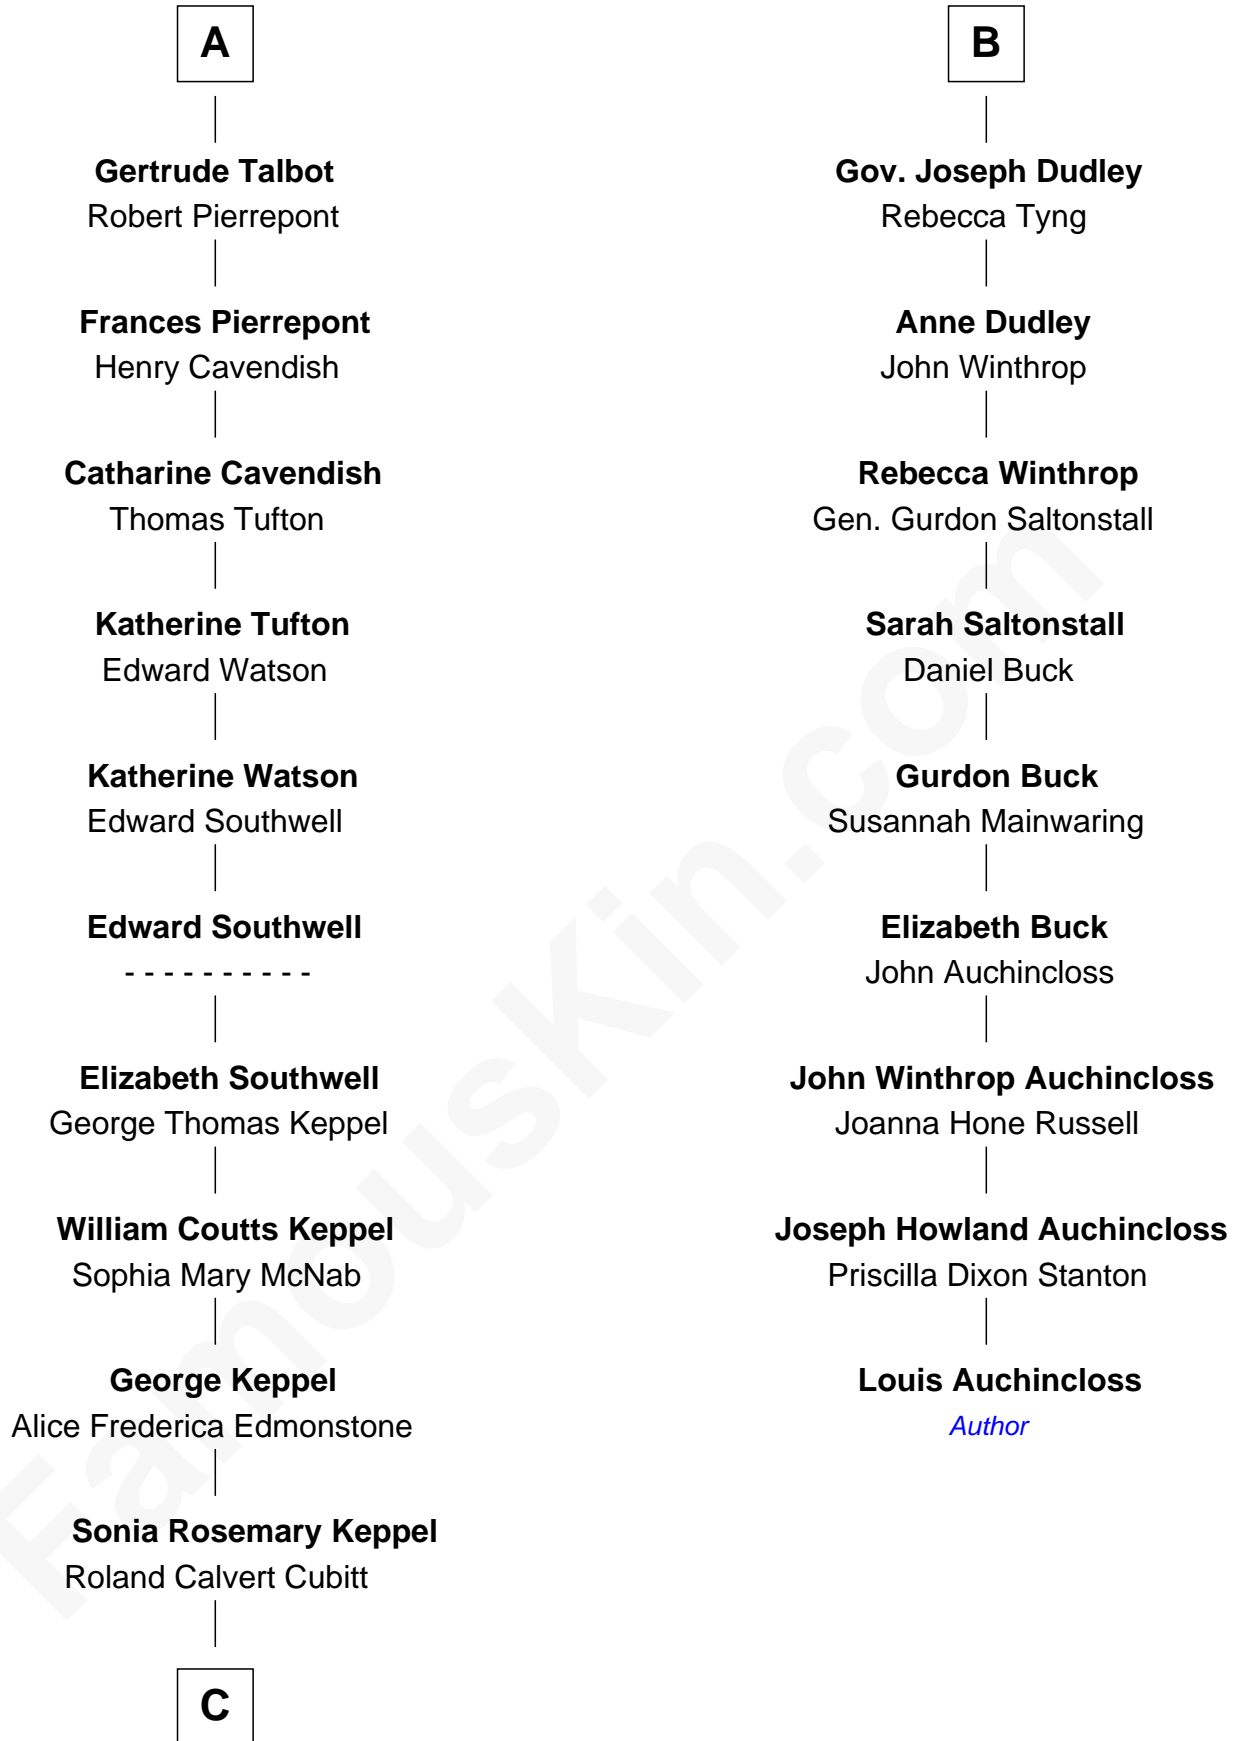 A
Gertrude Talbot
Robert Pierrepont
Frances Pierrepont
Henry Cavendish
Catharine Cavendish
Thomas Tufton
Katherine Tufton
Edward Watson
Katherine Watson
Edward Southwell
Edward Southwell
- - - - - - - - - -
Elizabeth Southwell
George Thomas Keppel
William Coutts Keppel
Sophia Mary McNab
George Keppel
Alice Frederica Edmonstone
Sonia Rosemary Keppel
Roland Calvert Cubitt
C
B
Gov. Joseph Dudley
Rebecca Tyng
Anne Dudley
John Winthrop
Rebecca Winthrop
Gen. Gurdon Saltonstall
Sarah Saltonstall
Daniel Buck
Gurdon Buck
Susannah Mainwaring
Elizabeth Buck
John Auchincloss
John Winthrop Auchincloss
Joanna Hone Russell
Joseph Howland Auchincloss
Priscilla Dixon Stanton
Louis Auchincloss
Author
FamousKin.com